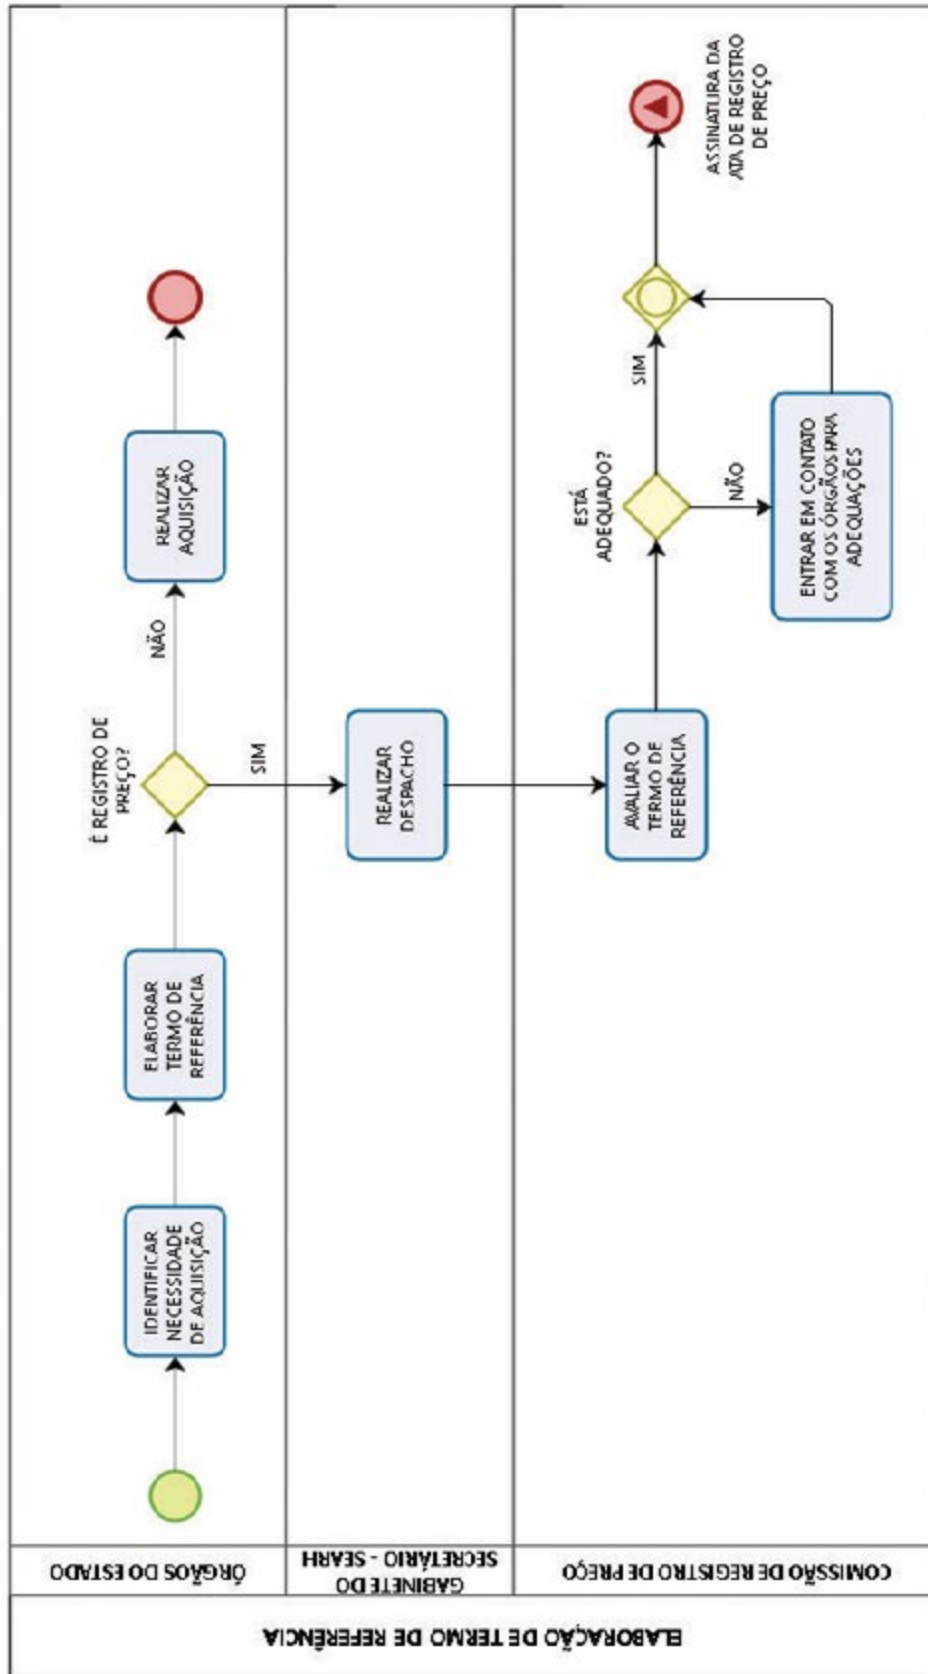 ELABORAÇÃO DE TERMO DE REFERÊNCIA
ÓRGÃOS DO ESTADO
IDENTIFICAR
NECESSIDADE
DE AQUISIÇÃO
ELABORAR
TERMO DE
REFERÊNCIA
É REGISTRO DE
PREÇO?
NÃO
SIM
REALIZAR
AQUISIÇÃO
GABINETE DO
SECRETÁRIO - SEARH
REALIZAR
DESPACHO
COMISSÃO DE REGISTRO DE PREÇO
AVALIAR O
TERMO DE
REFERÊNCIA
ESTÁ
ADEQUADO?
SIM
NÃO
ENTRAR EM CONTATO
COM OS ÓRGÃOS PARA
ADEQUAÇÕES
ASSINATURA DA
ATA DE REGISTRO
DE PREÇO